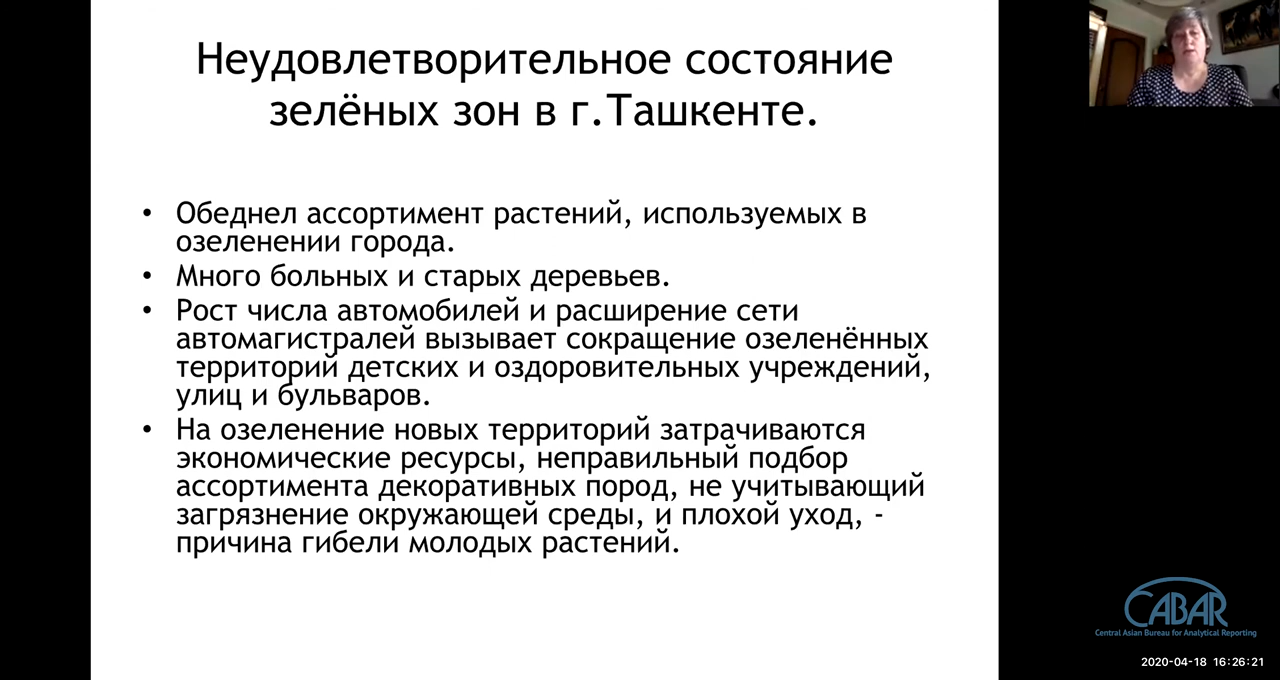 Неудовлетворительное состояние
зелёных зон в г.Ташкенте.
• Обеднел ассортимент растений, используемых в
озеленении города.
• Много больных и старых деревьев.
• Рост числа автомобилей и расширение сети
автомагистралей вызывает сокращение озеленённых
территорий детских и оздоровительных учреждений,
улиц и бульваров.
• На озеленение новых территорий затрачиваются
экономические ресурсы, неправильный подбор
ассортимента декоративных пород, не учитывающий
загрязнение окружающей среды, и плохой уход, -
причина гибели молодых растений.
CABAR
Central Asian Bureau for Analytical Reporting
2020-04-18 16:26:21